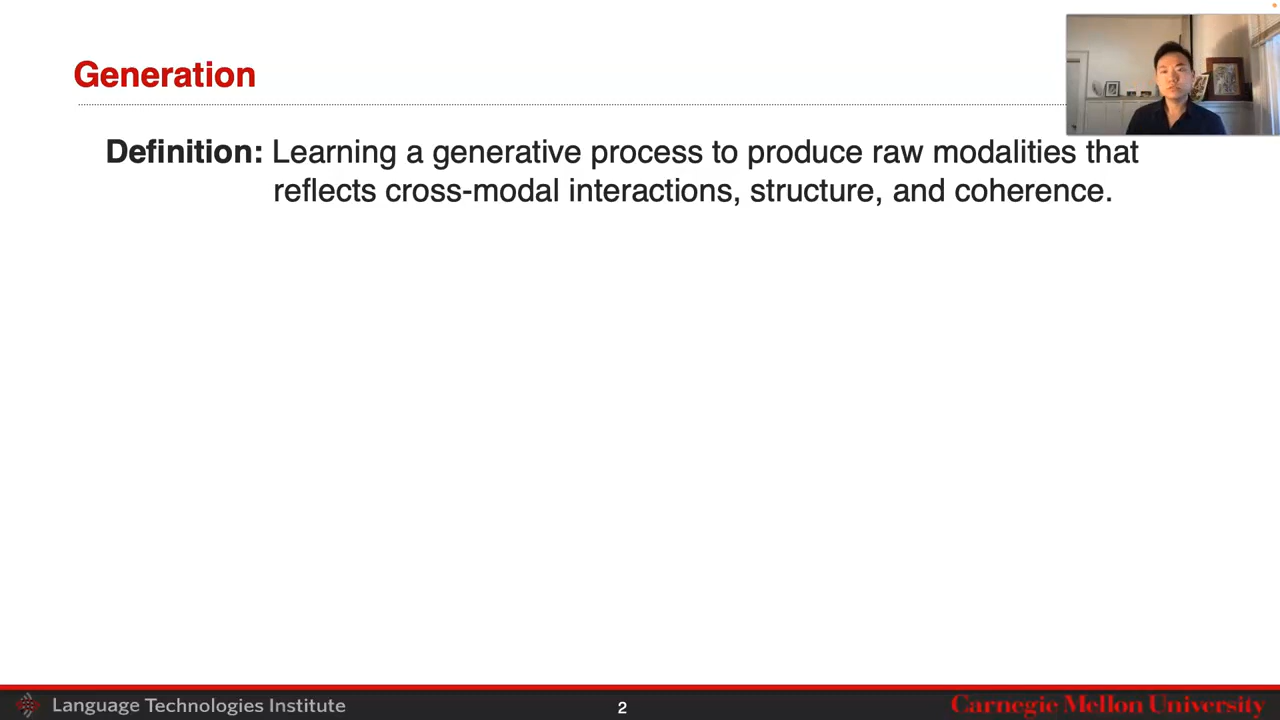 Generation
Definition: Learning a generative process to produce raw modalities that
reflects cross-modal interactions, structure, and coherence.
Language Technologies Institute
2
Carnegie Mellon University